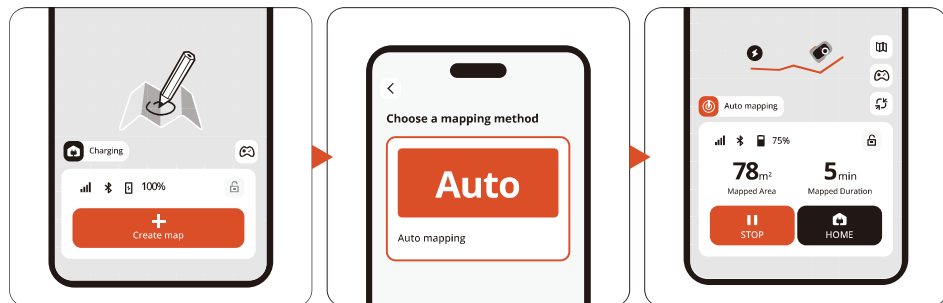 Charging
100%
Create map
Choose a mapping method
Auto
Auto mapping
Auto mapping
75%
78m² 5min
Mapped Area Mapped Duration
STOP HOME